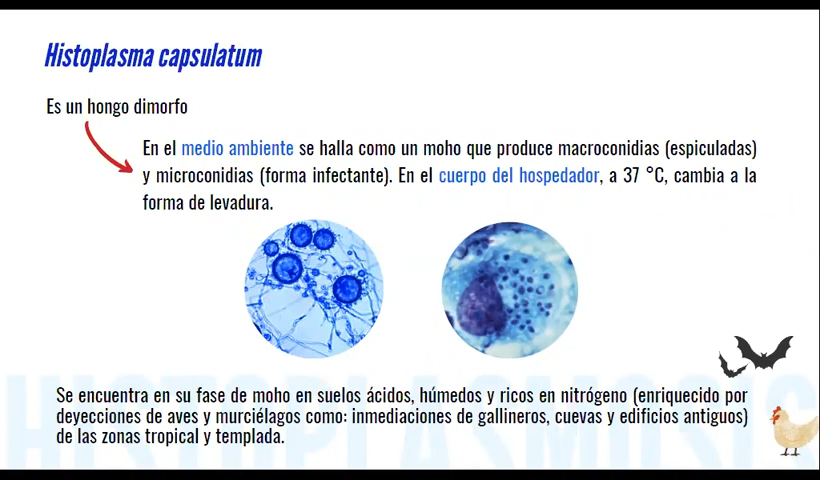 Histoplasma capsulatum
Es un hongo dimorfo
En el medio ambiente se halla como un moho que produce macroconidias (espiculadas)
y microconidias (forma infectante). En el cuerpo del hospedador, a 37 °C, cambia a la
forma de levadura.
Se encuentra en su fase de moho en suelos ácidos, húmedos y ricos en nitrógeno (enriquecido por
deyecciones de aves y murciélagos como: inmediaciones de gallineros, cuevas y edificios antiguos)
de las zonas tropical y templada.
HISTOPLASMOSIS